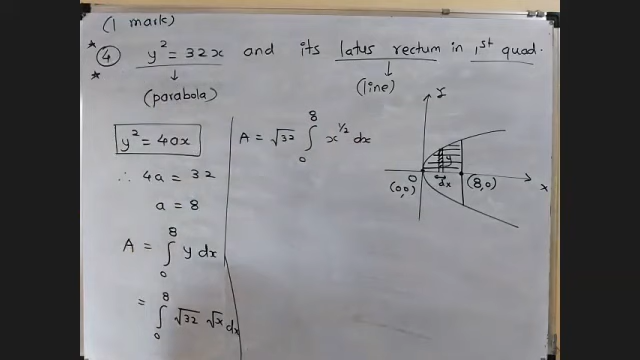 (1 mark)
* ④ y² = 32x and its latus rectum in 1st quad.
*
(parabola)
(line)
y² = 40x
∴ 4a = 32
a = 8
A = ∫₀⁸ y dx
= ∫₀⁸ √32 √x dx
A = √32 ∫₀⁸ x^1/2 dx
Y
y
O
(0,0)
dx
(8,0)
x